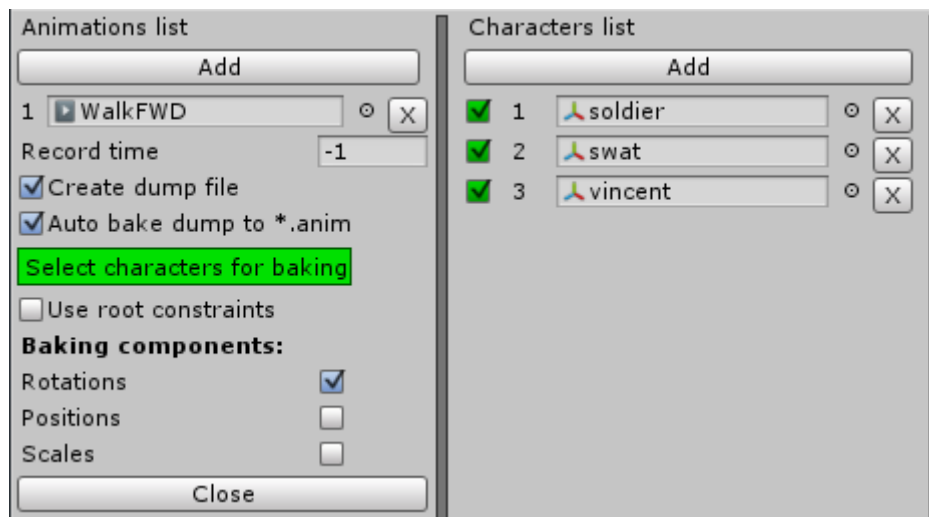 Animations list
Add
1 WalkFWD X
Record time -1
Create dump file
Auto bake dump to *.anim
Select characters for baking
Use root constraints
Baking components:
Rotations
Positions
Scales
Close
Characters list
Add
1 soldier X
2 swat X
3 vincent X